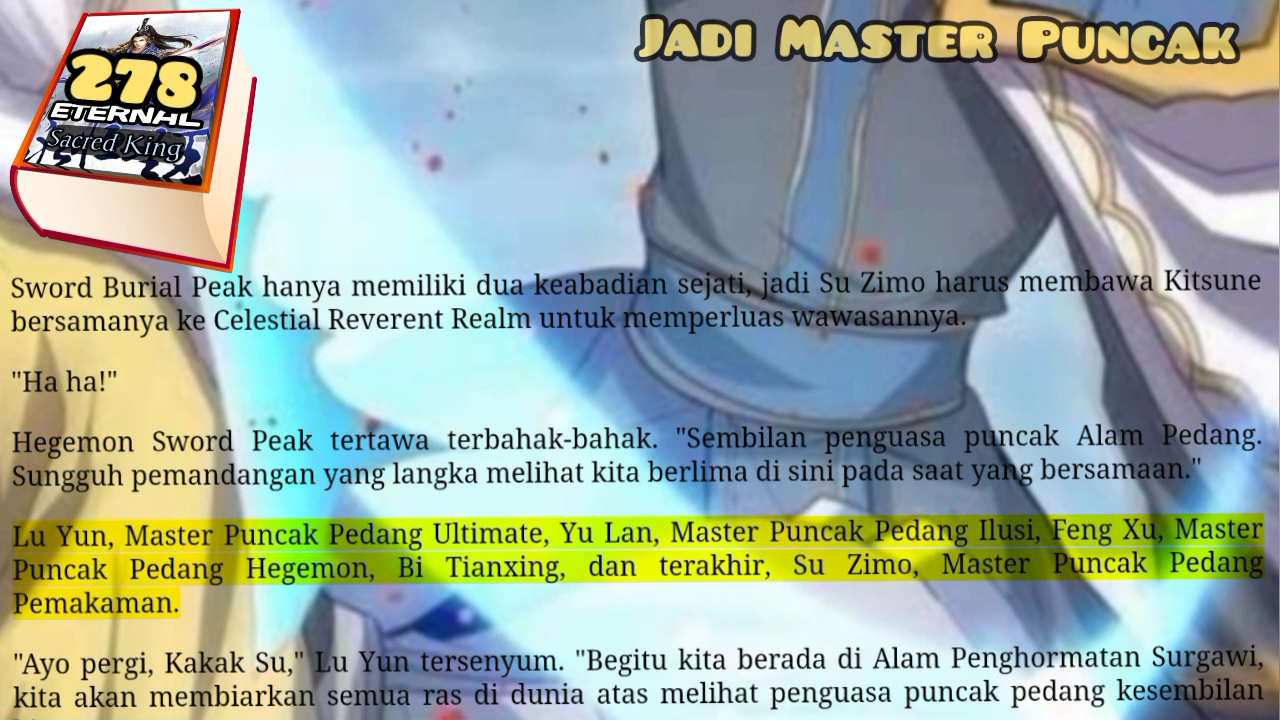 JADI MASTER PUNCAK
278
ETERNAL
Sacred King
Sword Burial Peak hanya memiliki dua keabadian sejati, jadi Su Zimo harus membawa Kitsune
bersamanya ke Celestial Reverent Realm untuk memperluas wawasannya.
"Ha ha!"
Hegemon Sword Peak tertawa terbahak-bahak. "Sembilan penguasa puncak Alam Pedang.
Sungguh pemandangan yang langka melihat kita berlima di sini pada saat yang bersamaan."
Lu Yun, Master Puncak Pedang Ultimate, Yu Lan, Master Puncak Pedang Ilusi, Feng Xu, Master
Puncak Pedang Hegemon, Bi Tianxing, dan terakhir, Su Zimo, Master Puncak Pedang
Pemakaman.
"Ayo pergi, Kakak Su," Lu Yun tersenyum. "Begitu kita berada di Alam Penghormatan Surgawi,
kita akan membiarkan semua ras di dunia atas melihat penguasa puncak pedang kesembilan